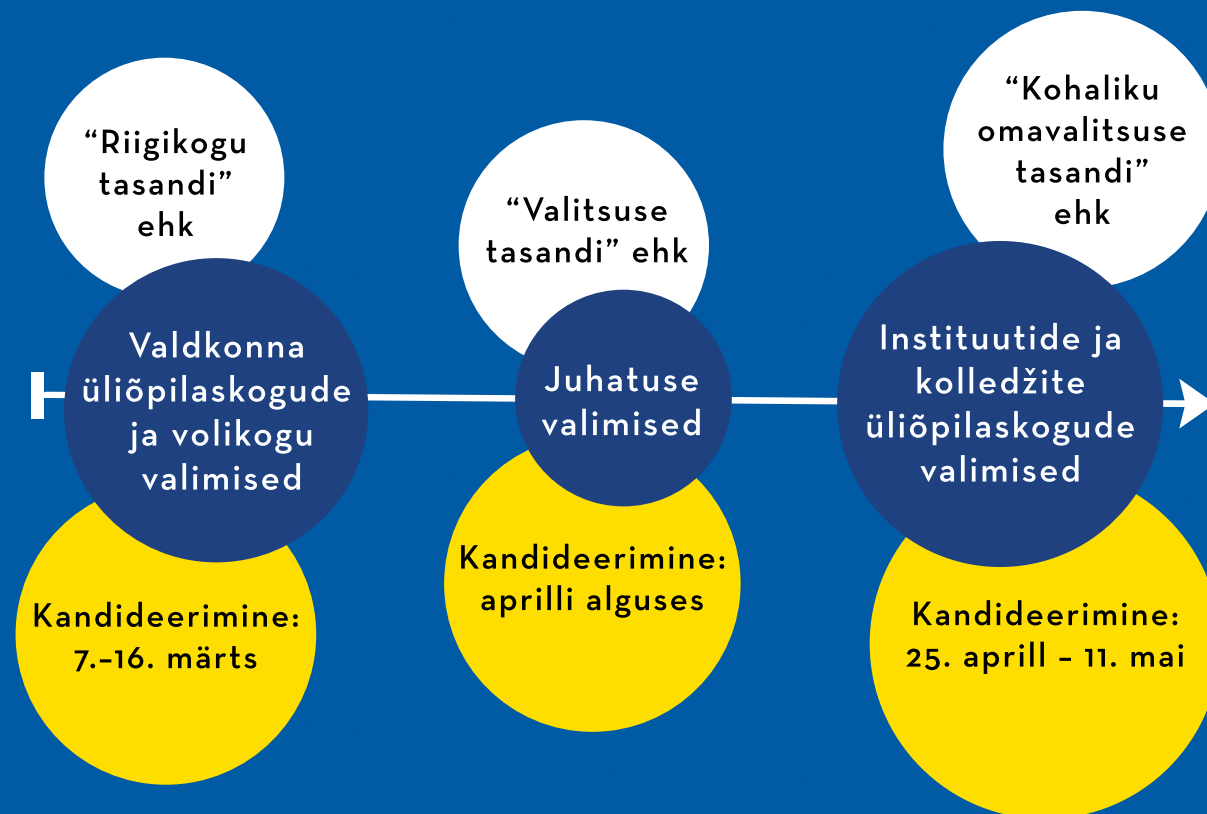 “Riigikogu
tasandi”
ehk
Valdkonna
üliõpilaskogude
ja volikogu
valimised
Kandideerimine:
7.–16. märts
“Valitsuse
tasandi” ehk
Juhatuse
valimised
Kandideerimine:
aprilli alguses
“Kohaliku
omavalitsuse
tasandi”
ehk
Instituutide ja
kolledžite
üliõpilaskogude
valimised
Kandideerimine:
25. aprill – 11. mai